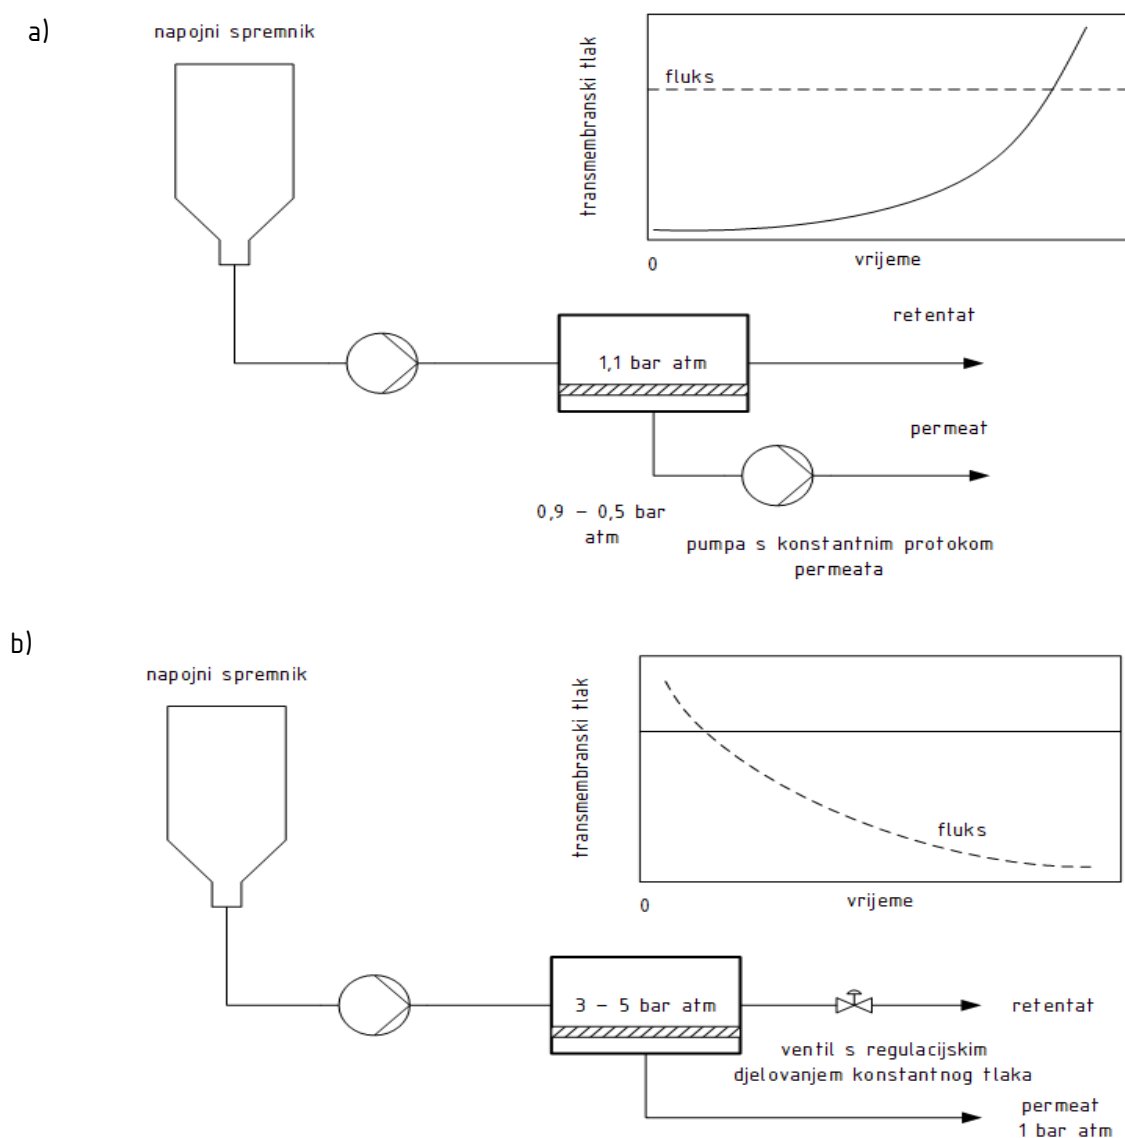 a)
napojni spremnik
transmembranski tlak
fluks
0
vrijeme
retentat
1,1 bar atm
permeat
0,9 – 0,5 bar
atm
pumpa s konstantnim protokom
permeata
b)
napojni spremnik
transmembranski tlak
fluks
0
vrijeme
3 – 5 bar atm
retentat
ventil s regulacijskim
djelovanjem konstantnog tlaka
permeat
1 bar atm